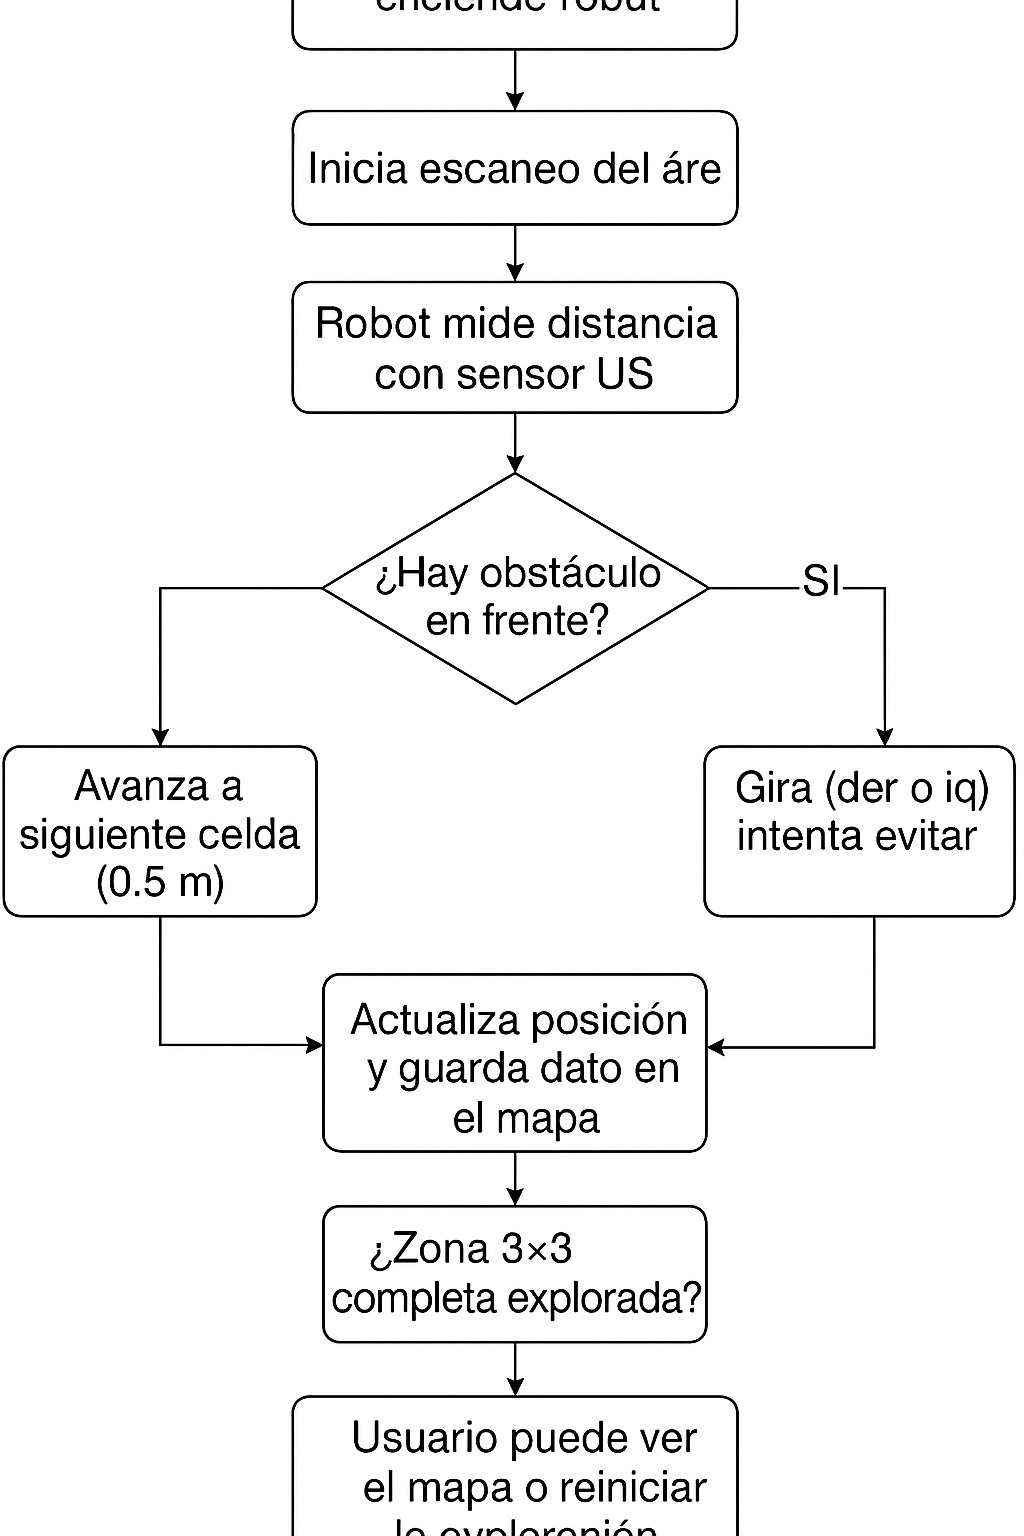 enciende robut
Inicia escaneo del áre
Robot mide distancia
con sensor US
¿Hay obstáculo
en frente?
SI
Avanza a
siguiente celda
(0.5 m)
Gira (der o iq)
intenta evitar
Actualiza posición
y guarda dato en
el mapa
¿Zona 3×3
completa explorada?
Usuario puede ver
el mapa o reiniciar